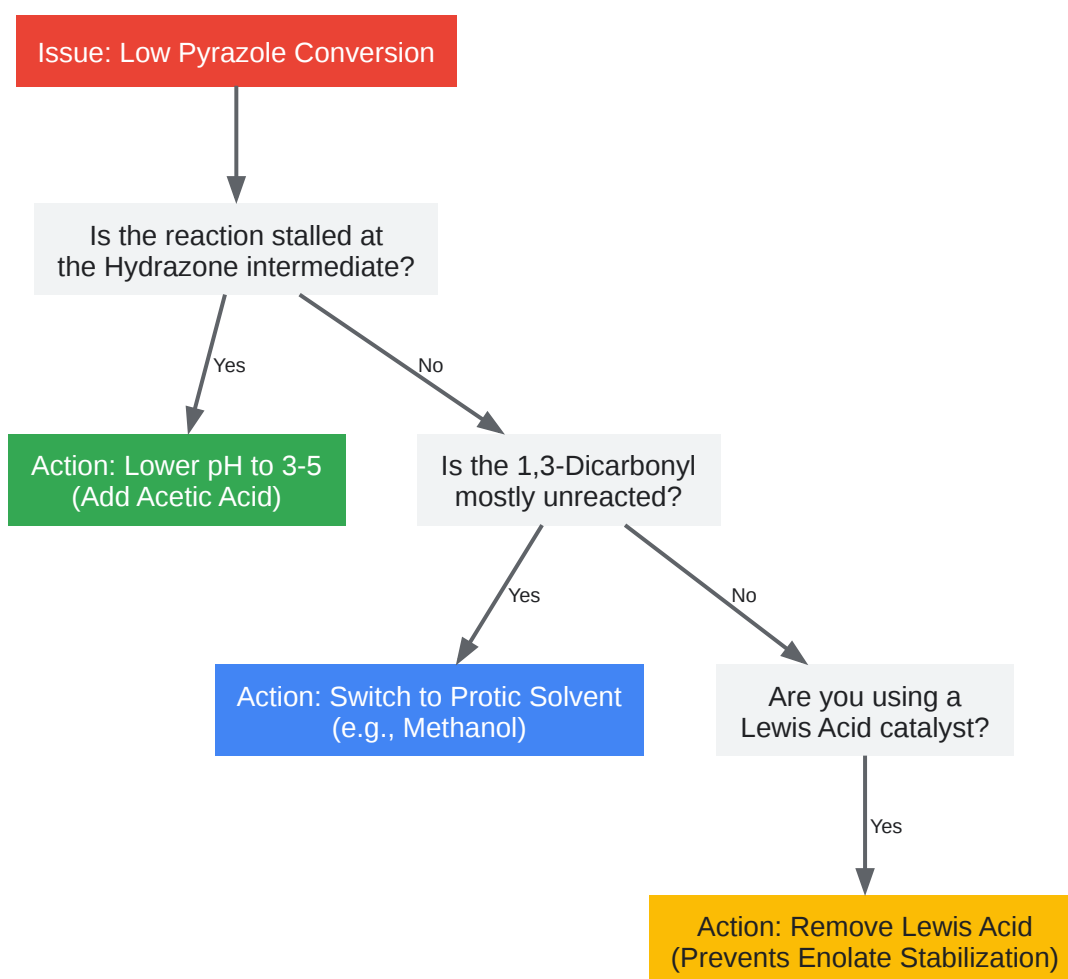 Issue: Low Pyrazole Conversion
Is the reaction stalled at
the Hydrazone intermediate?
Yes
No
Action: Lower pH to 3-5
(Add Acetic Acid)
Is the 1,3-Dicarbonyl
mostly unreacted?
Yes
No
Action: Switch to Protic Solvent
(e.g., Methanol)
Are you using a
Lewis Acid catalyst?
Yes
Action: Remove Lewis Acid
(Prevents Enolate Stabilization)